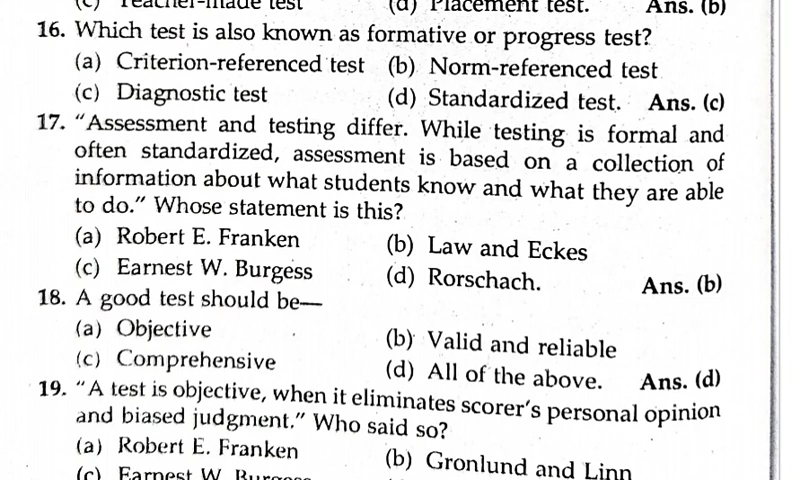 (c) Teacher-made test (d) Placement test. Ans. (b)
16. Which test is also known as formative or progress test?
(a) Criterion-referenced test (b) Norm-referenced test
(c) Diagnostic test (d) Standardized test. Ans. (c)
17. “Assessment and testing differ. While testing is formal and
often standardized, assessment is based on a collection of
information about what students know and what they are able
to do.” Whose statement is this?
(a) Robert E. Franken (b) Law and Eckes
(c) Earnest W. Burgess (d) Rorschach. Ans. (b)
18. A good test should be—
(a) Objective (b) Valid and reliable
(c) Comprehensive (d) All of the above. Ans. (d)
19. “A test is objective, when it eliminates scorer’s personal opinion
and biased judgment.” Who said so?
(a) Robert E. Franken (b) Gronlund and Linn
(c) Earnest W. Burgess